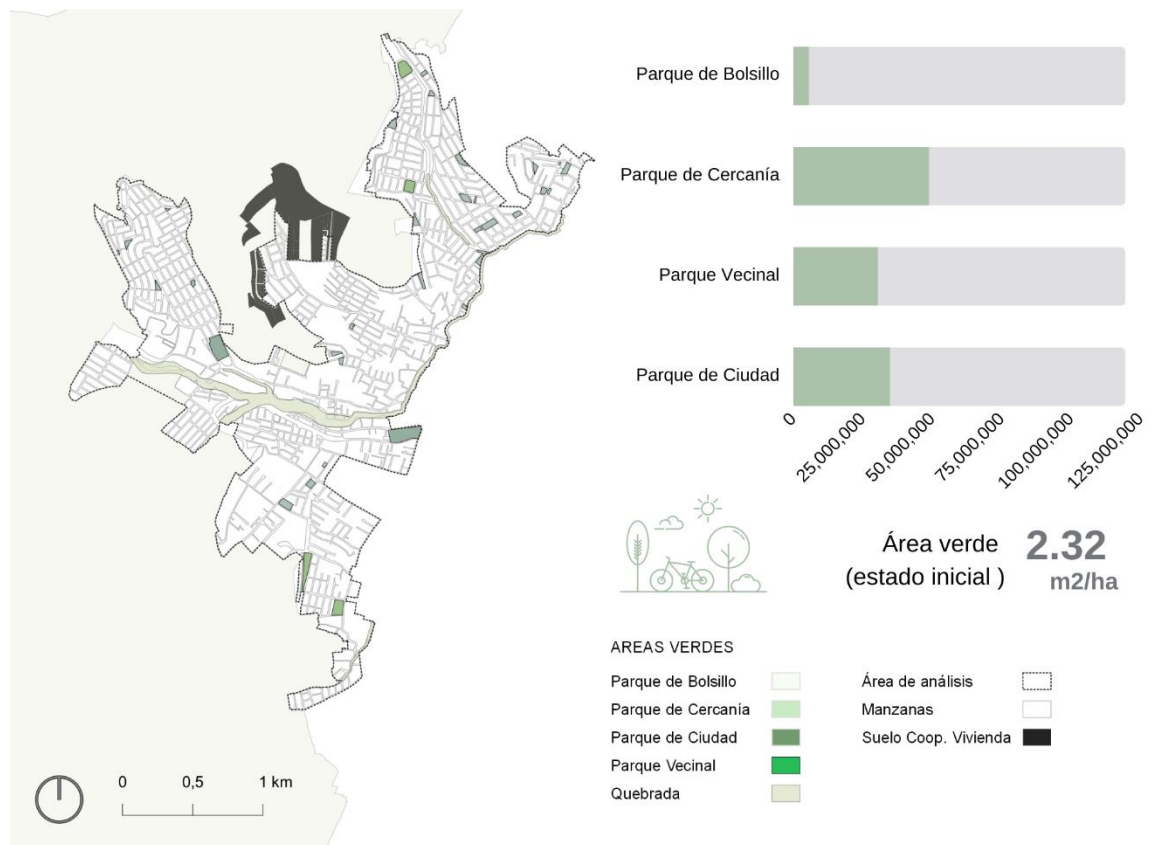 Parque de Bolsillo
Parque de Cercanía
Parque Vecinal
Parque de Ciudad
0
25,000,000
50,000,000
75,000,000
100,000,000
125,000,000
Área verde
(estado inicial )
2.32
m2/ha
AREAS VERDES
Parque de Bolsillo
Parque de Cercanía
Parque de Ciudad
Parque Vecinal
Quebrada
Área de análisis
Manzanas
Suelo Coop. Vivienda
0 0,5 1 km